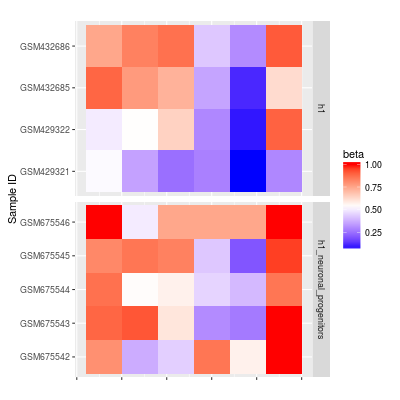 Sample ID
GSM432686
GSM432685
GSM429322
GSM429321
h1
GSM675546
GSM675545
GSM675544
GSM675543
GSM675542
h1_neuronal_progenitors
beta
1.00
0.75
0.50
0.25